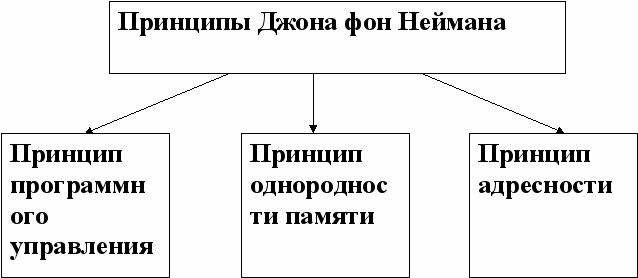 Принципы Джона фон Неймана
Принцип
программн
ого
управления
Принцип
однороднос
ти памяти
Принцип
адресности